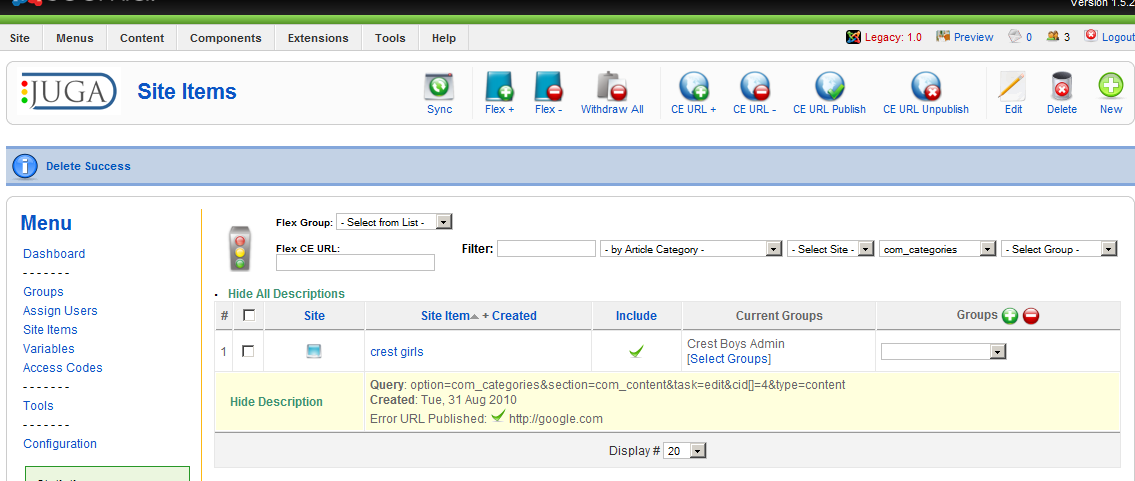 Version 1.5.2
Site Menus Content Components Extensions Tools Help Legacy: 1.0 Preview 0 3 Logout
JUGA Site Items Sync Flex + Flex - Withdraw All CE URL + CE URL - CE URL Publish CE URL Unpublish Edit Delete New
Delete Success
Menu
Dashboard
- - - - - - -
Groups
Assign Users
Site Items
Variables
Access Codes
- - - - - - -
Tools
- - - - - - -
Configuration
Flex Group: - Select from List -
Flex CE URL: Filter: - by Article Category - - Select Site - com_categories - Select Group -
Hide All Descriptions
# Site Site Item + Created Include Current Groups Groups
1 crest girls Crest Boys Admin
[Select Groups]
Hide Description
Query: option=com_categories&section=com_content&task=edit&cid[]=4&type=content
Created: Tue, 31 Aug 2010
Error URL Published: http://google.com
Display # 20